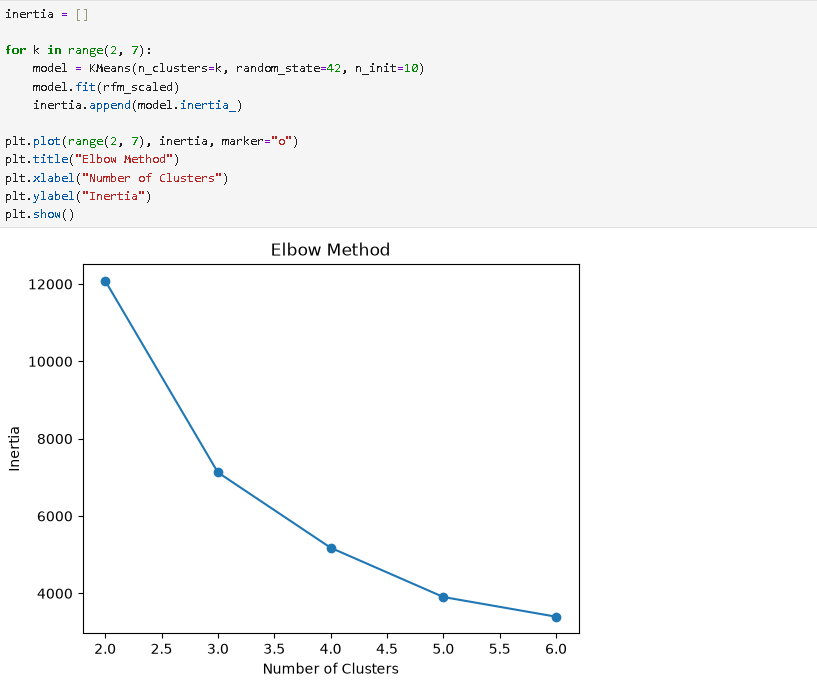 inertia = []
for k in range(2, 7):
    model = KMeans(n_clusters=k, random_state=42, n_init=10)
    model.fit(rfm_scaled)
    inertia.append(model.inertia_)
plt.plot(range(2, 7), inertia, marker="o")
plt.title("Elbow Method")
plt.xlabel("Number of Clusters")
plt.ylabel("Inertia")
plt.show()
Elbow Method
12000
10000
8000
6000
4000
Inertia
2.0 2.5 3.0 3.5 4.0 4.5 5.0 5.5 6.0
Number of Clusters